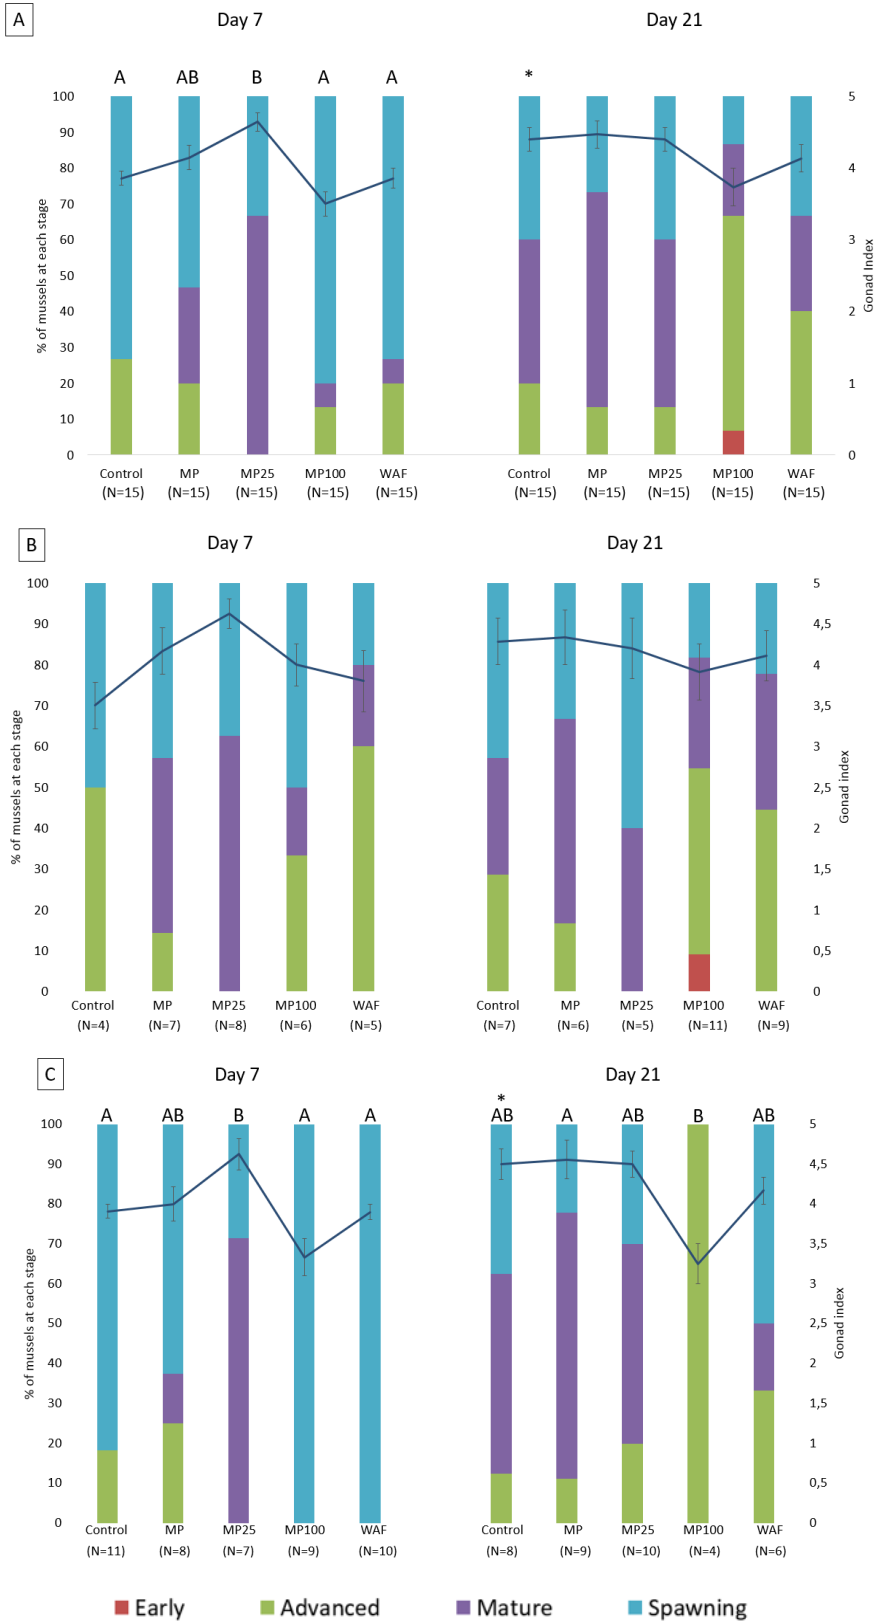 A
Day 7
Day 21
A AB B A A
*
100
90
80
70
60
50
40
30
20
10
0
% of mussels at each stage
5
4
3
2
1
0
Gonad Index
Control MP MP25 MP100 WAF
(N=15) (N=15) (N=15) (N=15) (N=15)
Control MP MP25 MP100 WAF
(N=15) (N=15) (N=15) (N=15) (N=15)
B
Day 7
Day 21
100
90
80
70
60
50
40
30
20
10
0
% of mussels at each stage
5
4,5
4
3,5
3
2,5
2
1,5
1
0,5
0
Gonad index
Control MP MP25 MP100 WAF
(N=4) (N=7) (N=8) (N=6) (N=5)
Control MP MP25 MP100 WAF
(N=7) (N=6) (N=5) (N=11) (N=9)
C
Day 7
Day 21
A AB B A A
*
AB A AB B AB
100
90
80
70
60
50
40
30
20
10
0
% of mussels at each stage
5
4,5
4
3,5
3
2,5
2
1,5
1
0,5
0
Gonad index
Control MP MP25 MP100 WAF
(N=11) (N=8) (N=7) (N=9) (N=10)
Control MP MP25 MP100 WAF
(N=8) (N=9) (N=10) (N=4) (N=6)
Early Advanced Mature Spawning